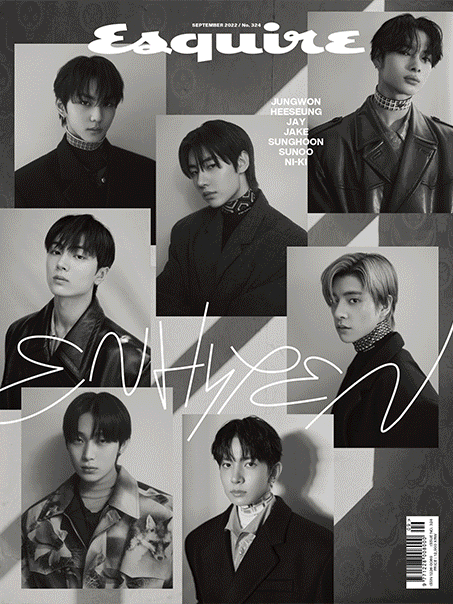 SEPTEMBER 2022 / No. 324
Esquire
JUNGWON
HEESEUNG
JAY
JAKE
SUNGHOON
SUNOO
NI-KI
ENHYPEN